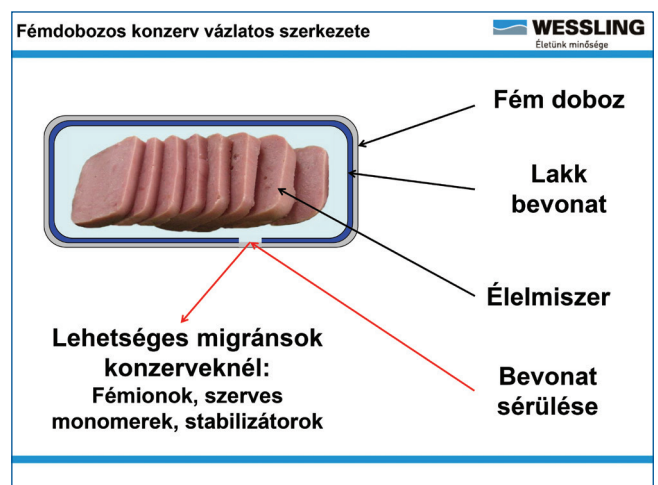 Fémdobozos konzerv vázlatos szerkezete
WESSLING
Életünk minősége
Fém doboz
Lakk
bevonat
Élelmiszer
Lehetséges migránsok
konzerveknél:
Fémionok, szerves
monomerek, stabilizátorok
Bevonat
sérülése